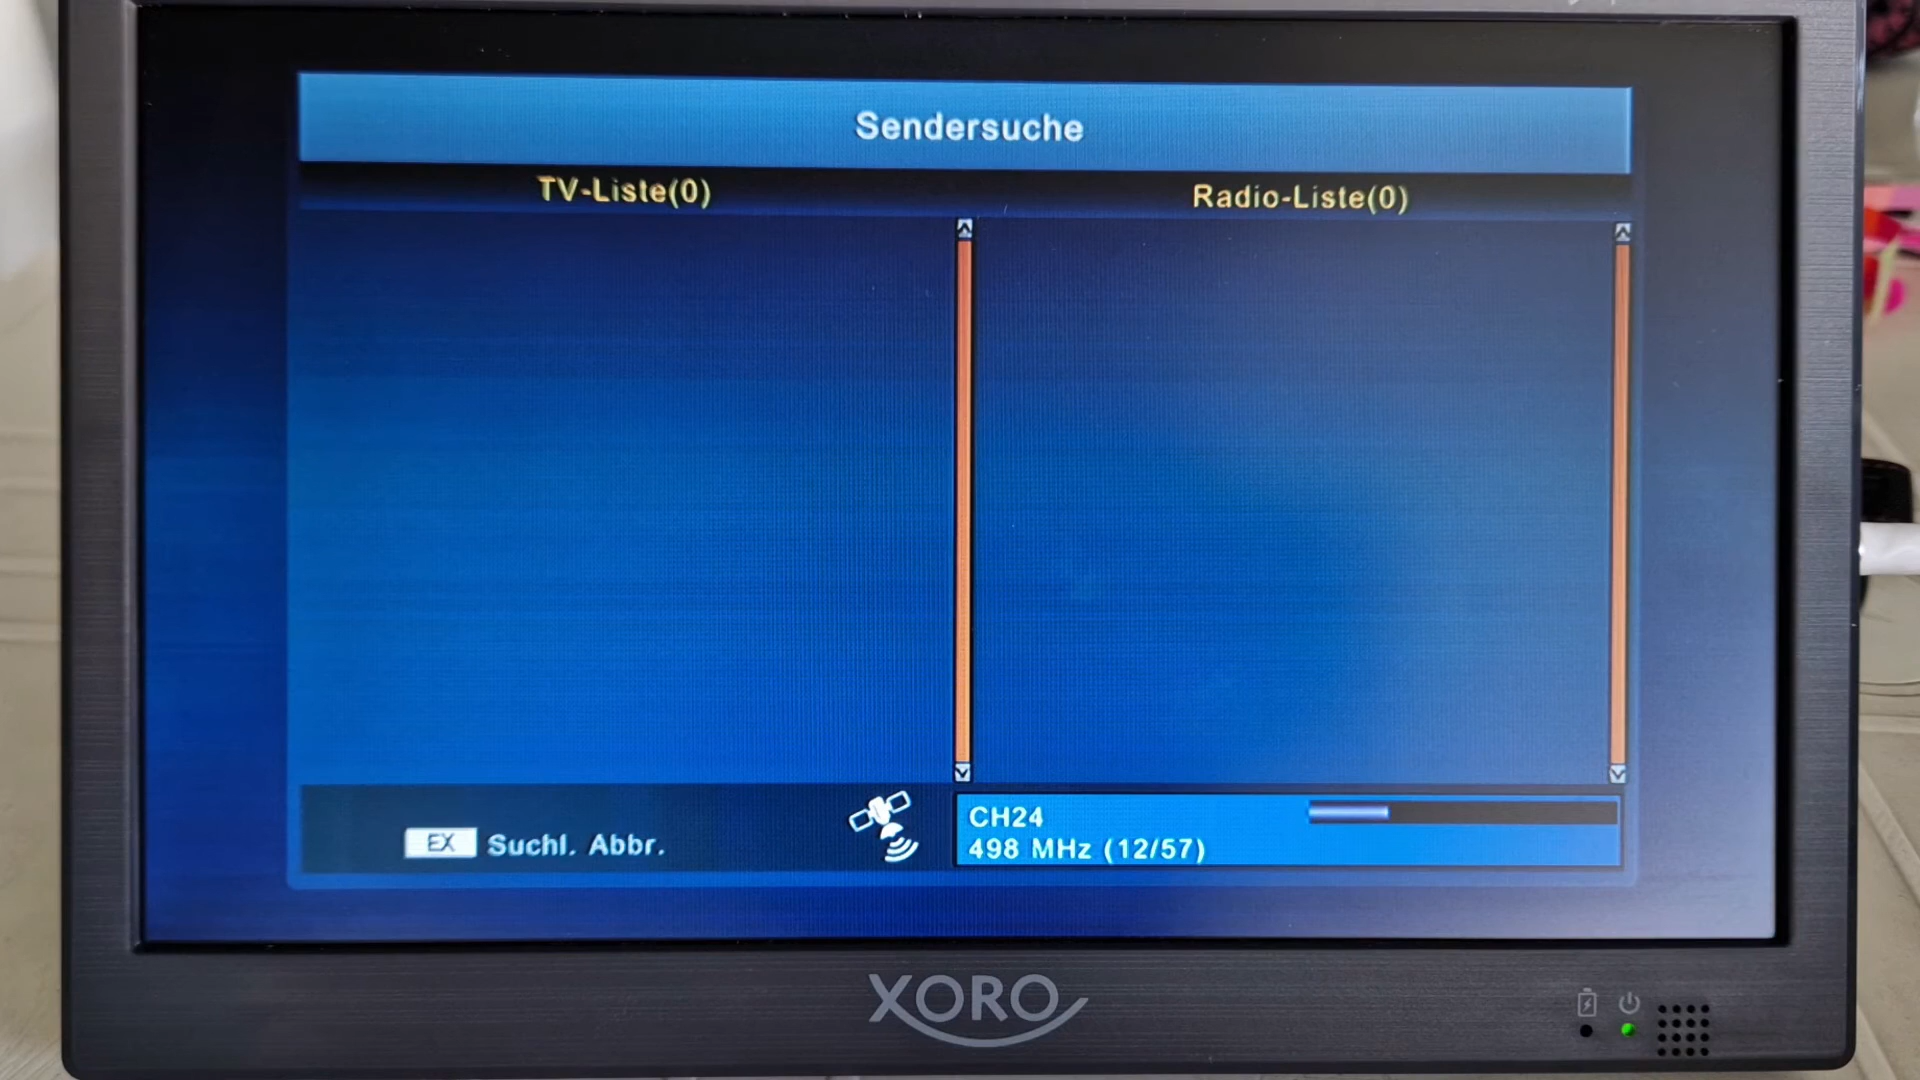 Sendersuche
TV-Liste(0)
Radio-Liste(0)
EX Suchl. Abbr.
CH24
498 MHz (12/57)
XORO